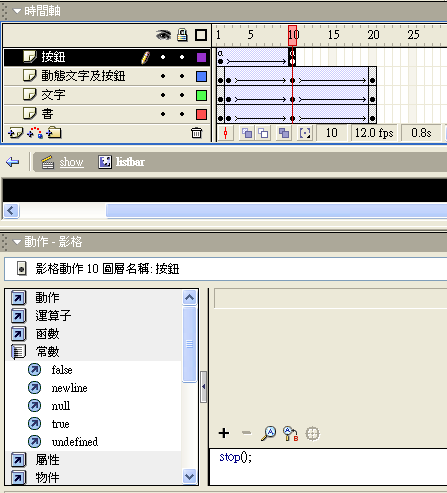 時間軸
1 5 10 15 20 25
按鈕
動態文字及按鈕
文字
書
10 12.0 fps 0.8s
show listbar
動作 - 影格
影格動作 10 圖層名稱: 按鈕
動作
運算子
函數
常數
false
newline
null
true
undefined
屬性
物件
stop();